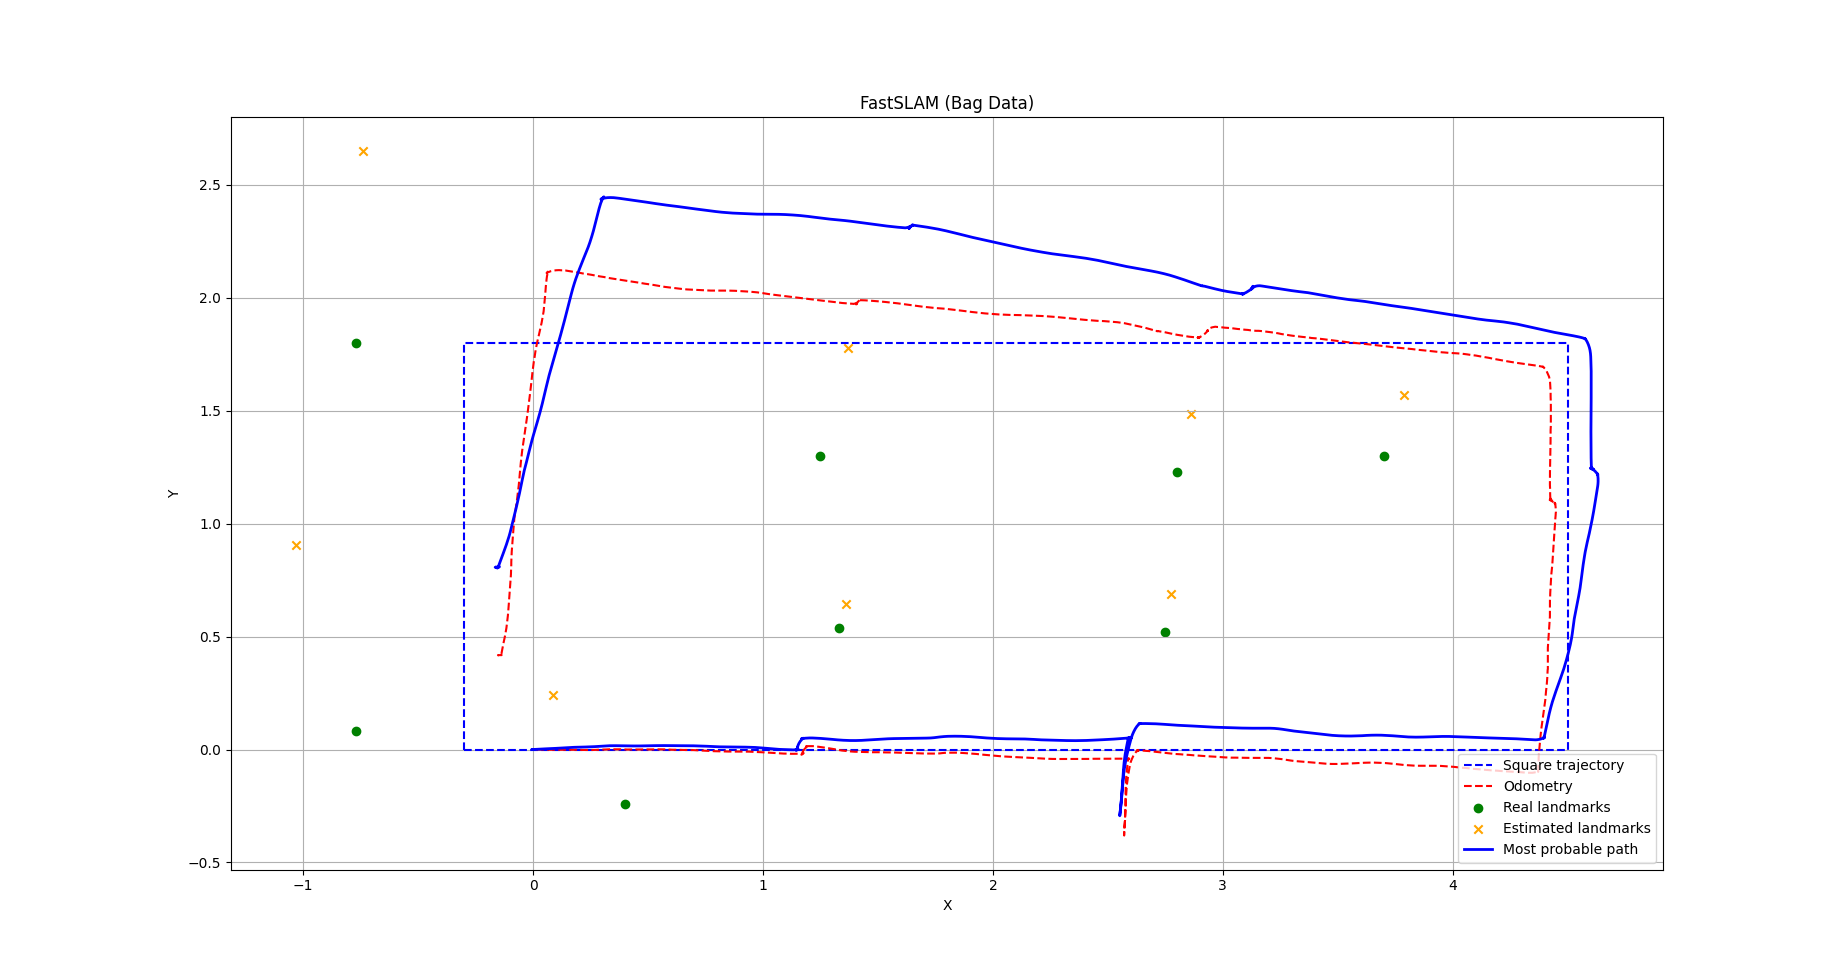 FastSLAM (Bag Data)
2.5
2.0
1.5
1.0
0.5
0.0
−0.5
Y
−1
0
1
2
3
4
X
Square trajectory
Odometry
Real landmarks
Estimated landmarks
Most probable path